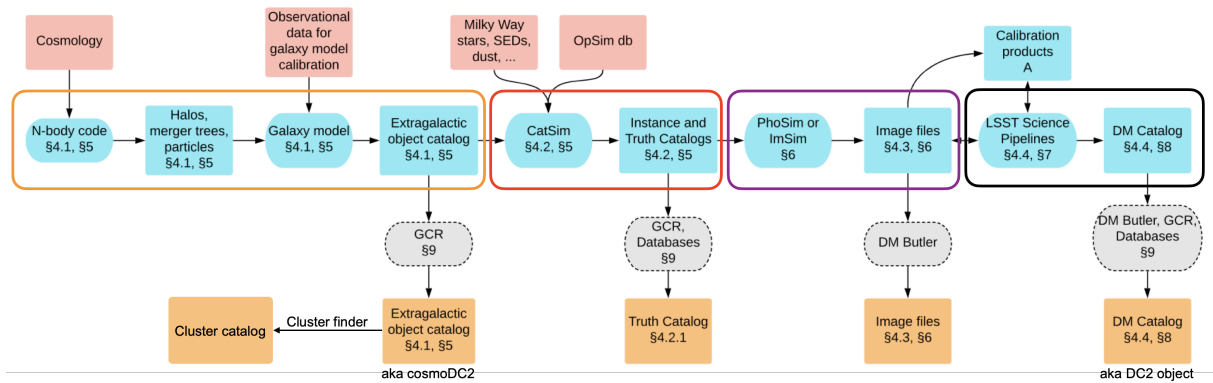 Cosmology
Observational
data for
galaxy model
calibration
Milky Way
stars, SEDs,
dust, ...
OpSim db
Calibration
products
A
N-body code
§4.1, §5
Halos,
merger trees,
particles
§4.1, §5
Galaxy model
§4.1, §5
Extragalactic
object catalog
§4.1, §5
CatSim
§4.2, §5
Instance and
Truth Catalogs
§4.2, §5
PhoSim or
ImSim
§6
Image files
§4.3, §6
LSST Science
Pipelines
§4.4, §7
DM Catalog
§4.4, §8
GCR
§9
GCR,
Databases
§9
DM Butler
DM Butler, GCR,
Databases
§9
Cluster catalog
Cluster finder
Extragalactic
object catalog
§4.1, §5
aka cosmoDC2
Truth Catalog
§4.2.1
Image files
§4.3, §6
DM Catalog
§4.4, §8
aka DC2 object